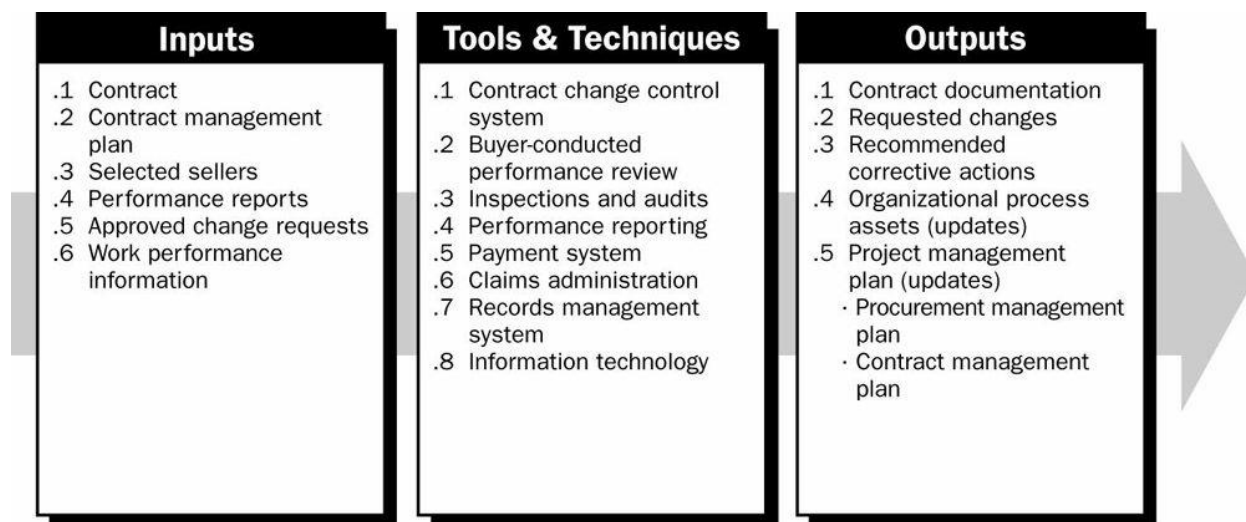 Inputs
.1 Contract
.2 Contract management
plan
.3 Selected sellers
.4 Performance reports
.5 Approved change requests
.6 Work performance
information
Tools & Techniques
.1 Contract change control
system
.2 Buyer-conducted
performance review
.3 Inspections and audits
.4 Performance reporting
.5 Payment system
.6 Claims administration
.7 Records management
system
.8 Information technology
Outputs
.1 Contract documentation
.2 Requested changes
.3 Recommended
corrective actions
.4 Organizational process
assets (updates)
.5 Project management
plan (updates)
· Procurement management
plan
· Contract management
plan